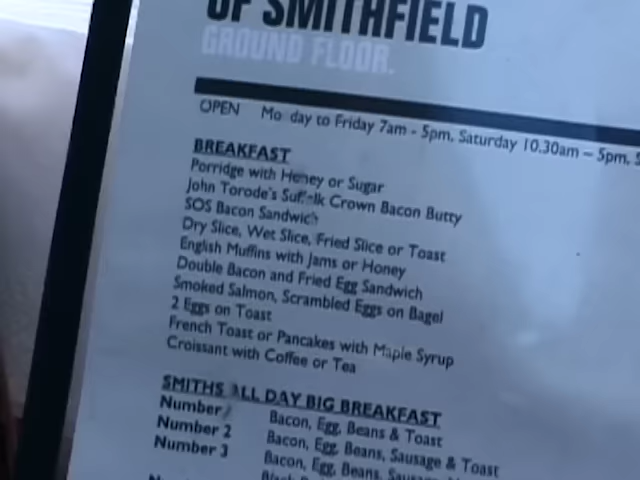 OF SMITHFIELD
GROUND FLOOR.
OPEN Mo day to Friday 7am - 5pm, Saturday 10.30am – 5pm, S
BREAKFAST
Porridge with Honey or Sugar
John Torode's Suffolk Crown Bacon Butty
SOS Bacon Sandwich
Dry Slice, Wet Slice, Fried Slice or Toast
English Muffins with Jams or Honey
Double Bacon and Fried Egg Sandwich
Smoked Salmon, Scrambled Eggs on Bagel
2 Eggs on Toast
French Toast or Pancakes with Maple Syrup
Croissant with Coffee or Tea
SMITHS ALL DAY BIG BREAKFAST
Number Bacon, Egg, Beans & Toast
Number 2 Bacon, Egg, Beans, Sausage & Toast
Number 3 Bacon, Egg, Beans,